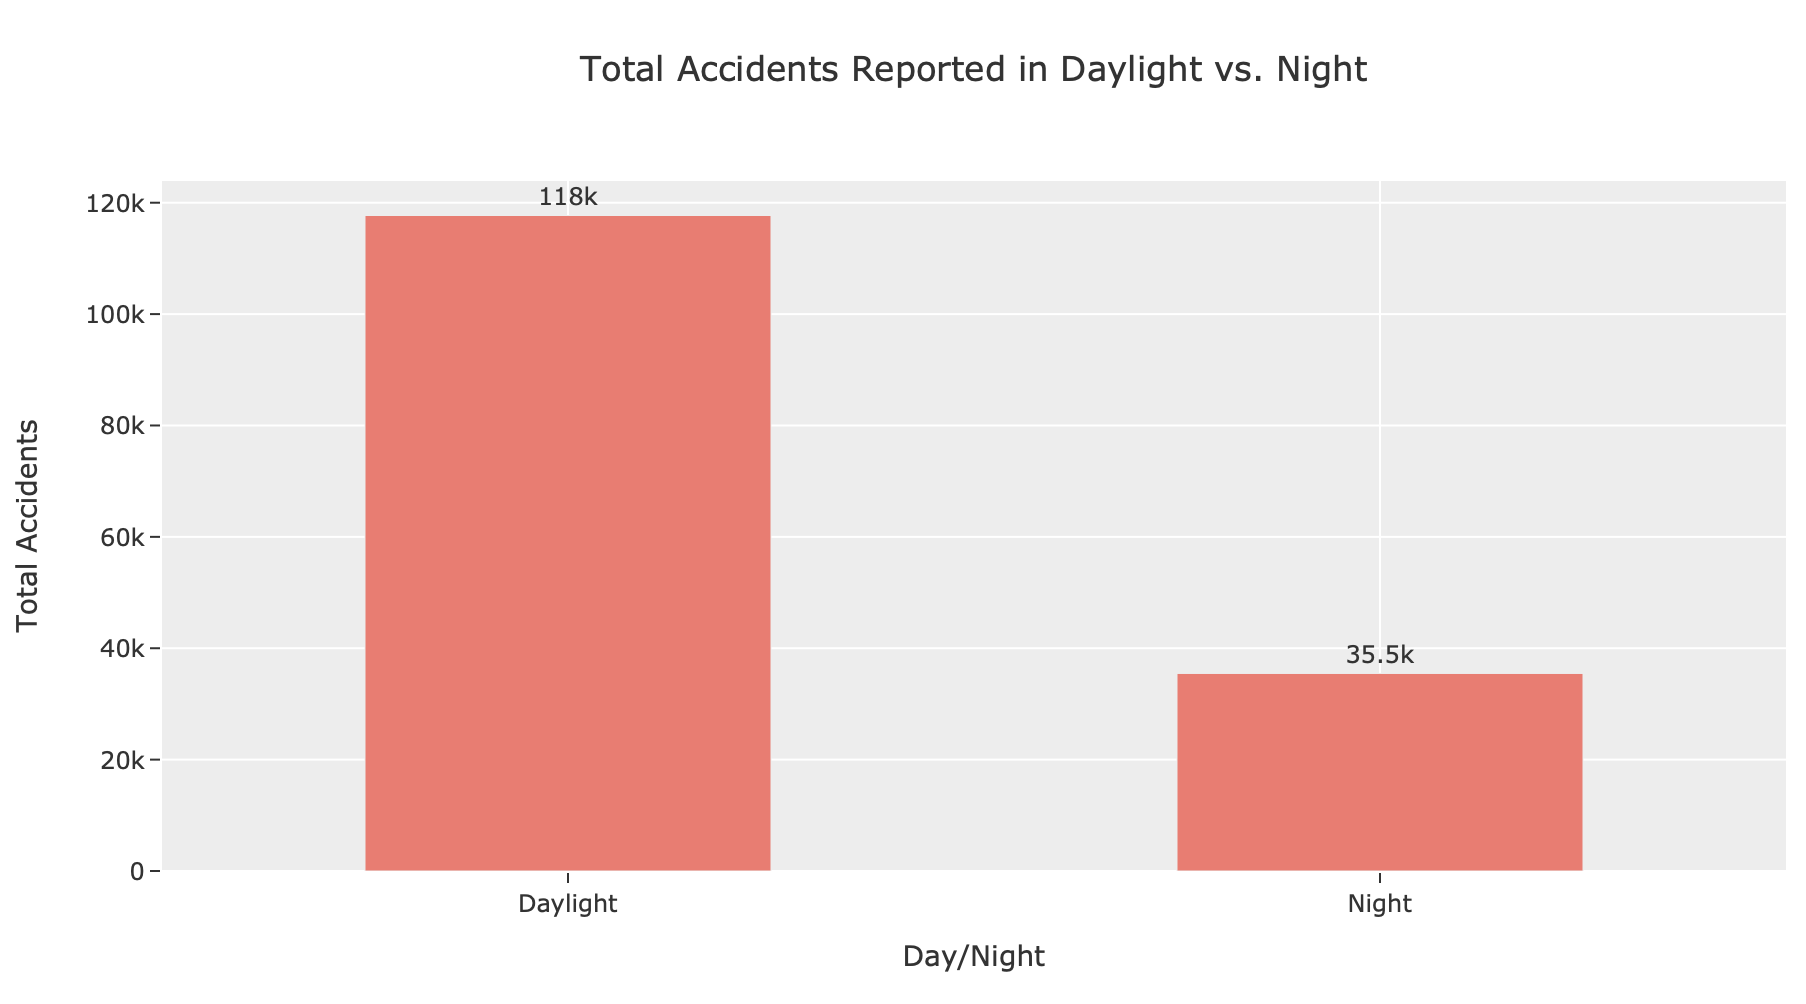 Total Accidents Reported in Daylight vs. Night
120k
100k
80k
60k
40k
20k
0
Total Accidents
118k
35.5k
Daylight
Night
Day/Night